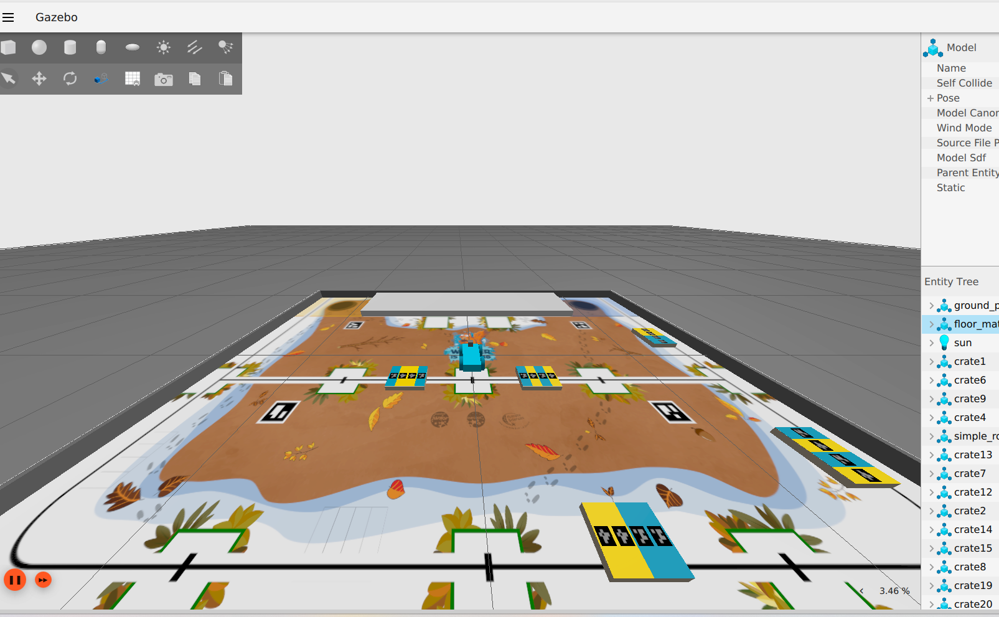 Gazebo
Model
Name
Self Collide
Pose
Model Canor
Wind Mode
Source File P
Model Sdf
Parent Entity
Static
Entity Tree
ground_p
floor_mat
sun
crate1
crate6
crate9
crate4
simple_ro
crate13
crate7
crate12
crate2
crate14
crate15
crate8
crate19
crate20
3.46 %